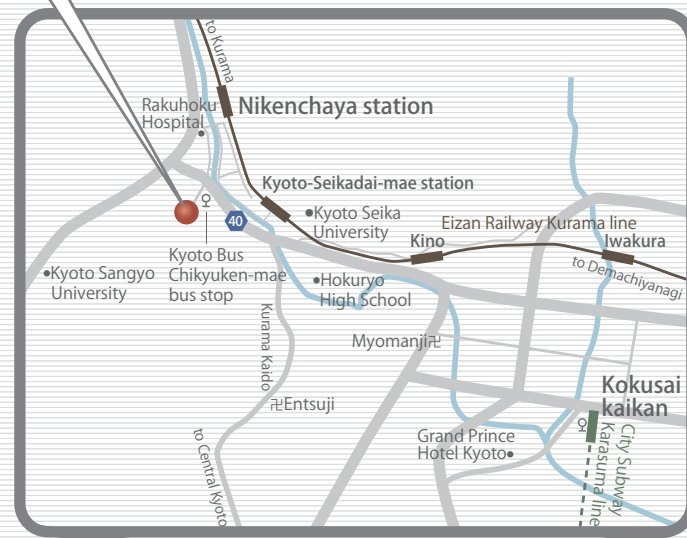 to Kurama
Rakuhoku
Hospital
Nikenchaya station
Kyoto-Seikadai-mae station
Kyoto Seika
University
40
Eizan Railway Kurama line
Kino
Iwakura
to Demachiyanagi
Kyoto Bus
Chikyuken-mae
bus stop
Kyoto Sangyo
University
Hokuryo
High School
Kurama Kaido
Myomanji卍
卍Entsuji
Kokusai
kaikan
Grand Prince
Hotel Kyoto
City Subway
Karasuma line
to Central Kyoto